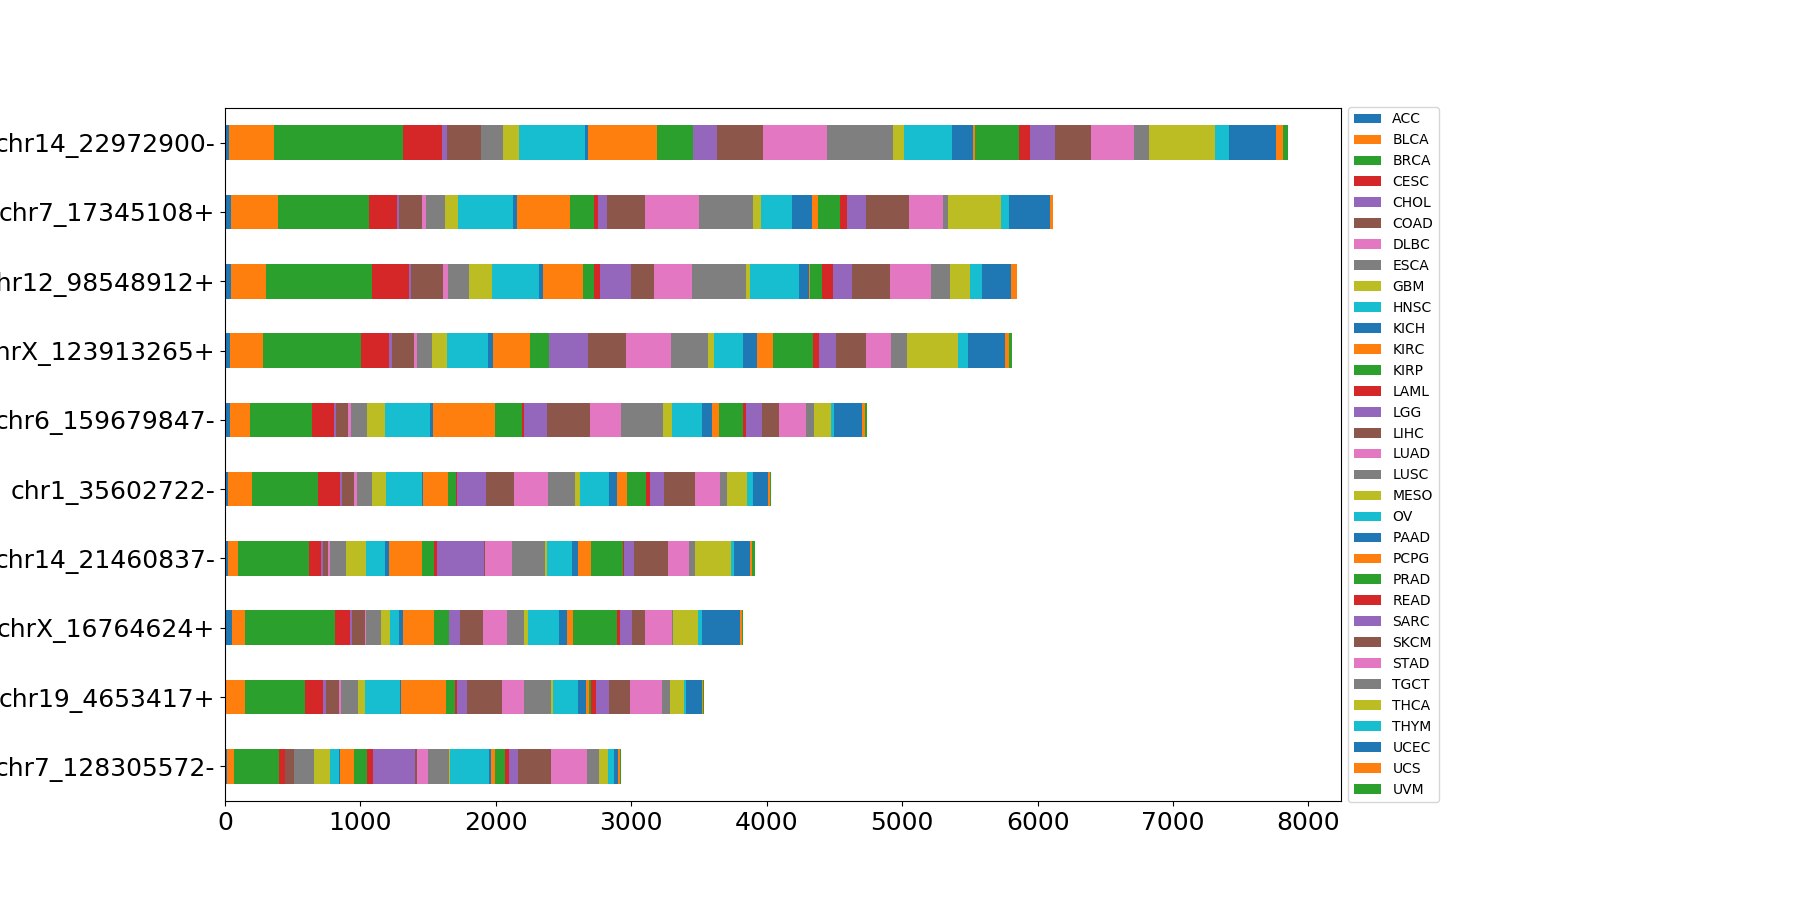 chr14_22972900-
chr7_17345108+
hr12_98548912+
hrX_123913265+
chr6_159679847-
chr1_35602722-
chr14_21460837-
chrX_16764624+
chr19_4653417+
chr7_128305572-
0 1000 2000 3000 4000 5000 6000 7000 8000
ACC
BLCA
BRCA
CESC
CHOL
COAD
DLBC
ESCA
GBM
HNSC
KICH
KIRC
KIRP
LAML
LGG
LIHC
LUAD
LUSC
MESO
OV
PAAD
PCPG
PRAD
READ
SARC
SKCM
STAD
TGCT
THCA
THYM
UCEC
UCS
UVM